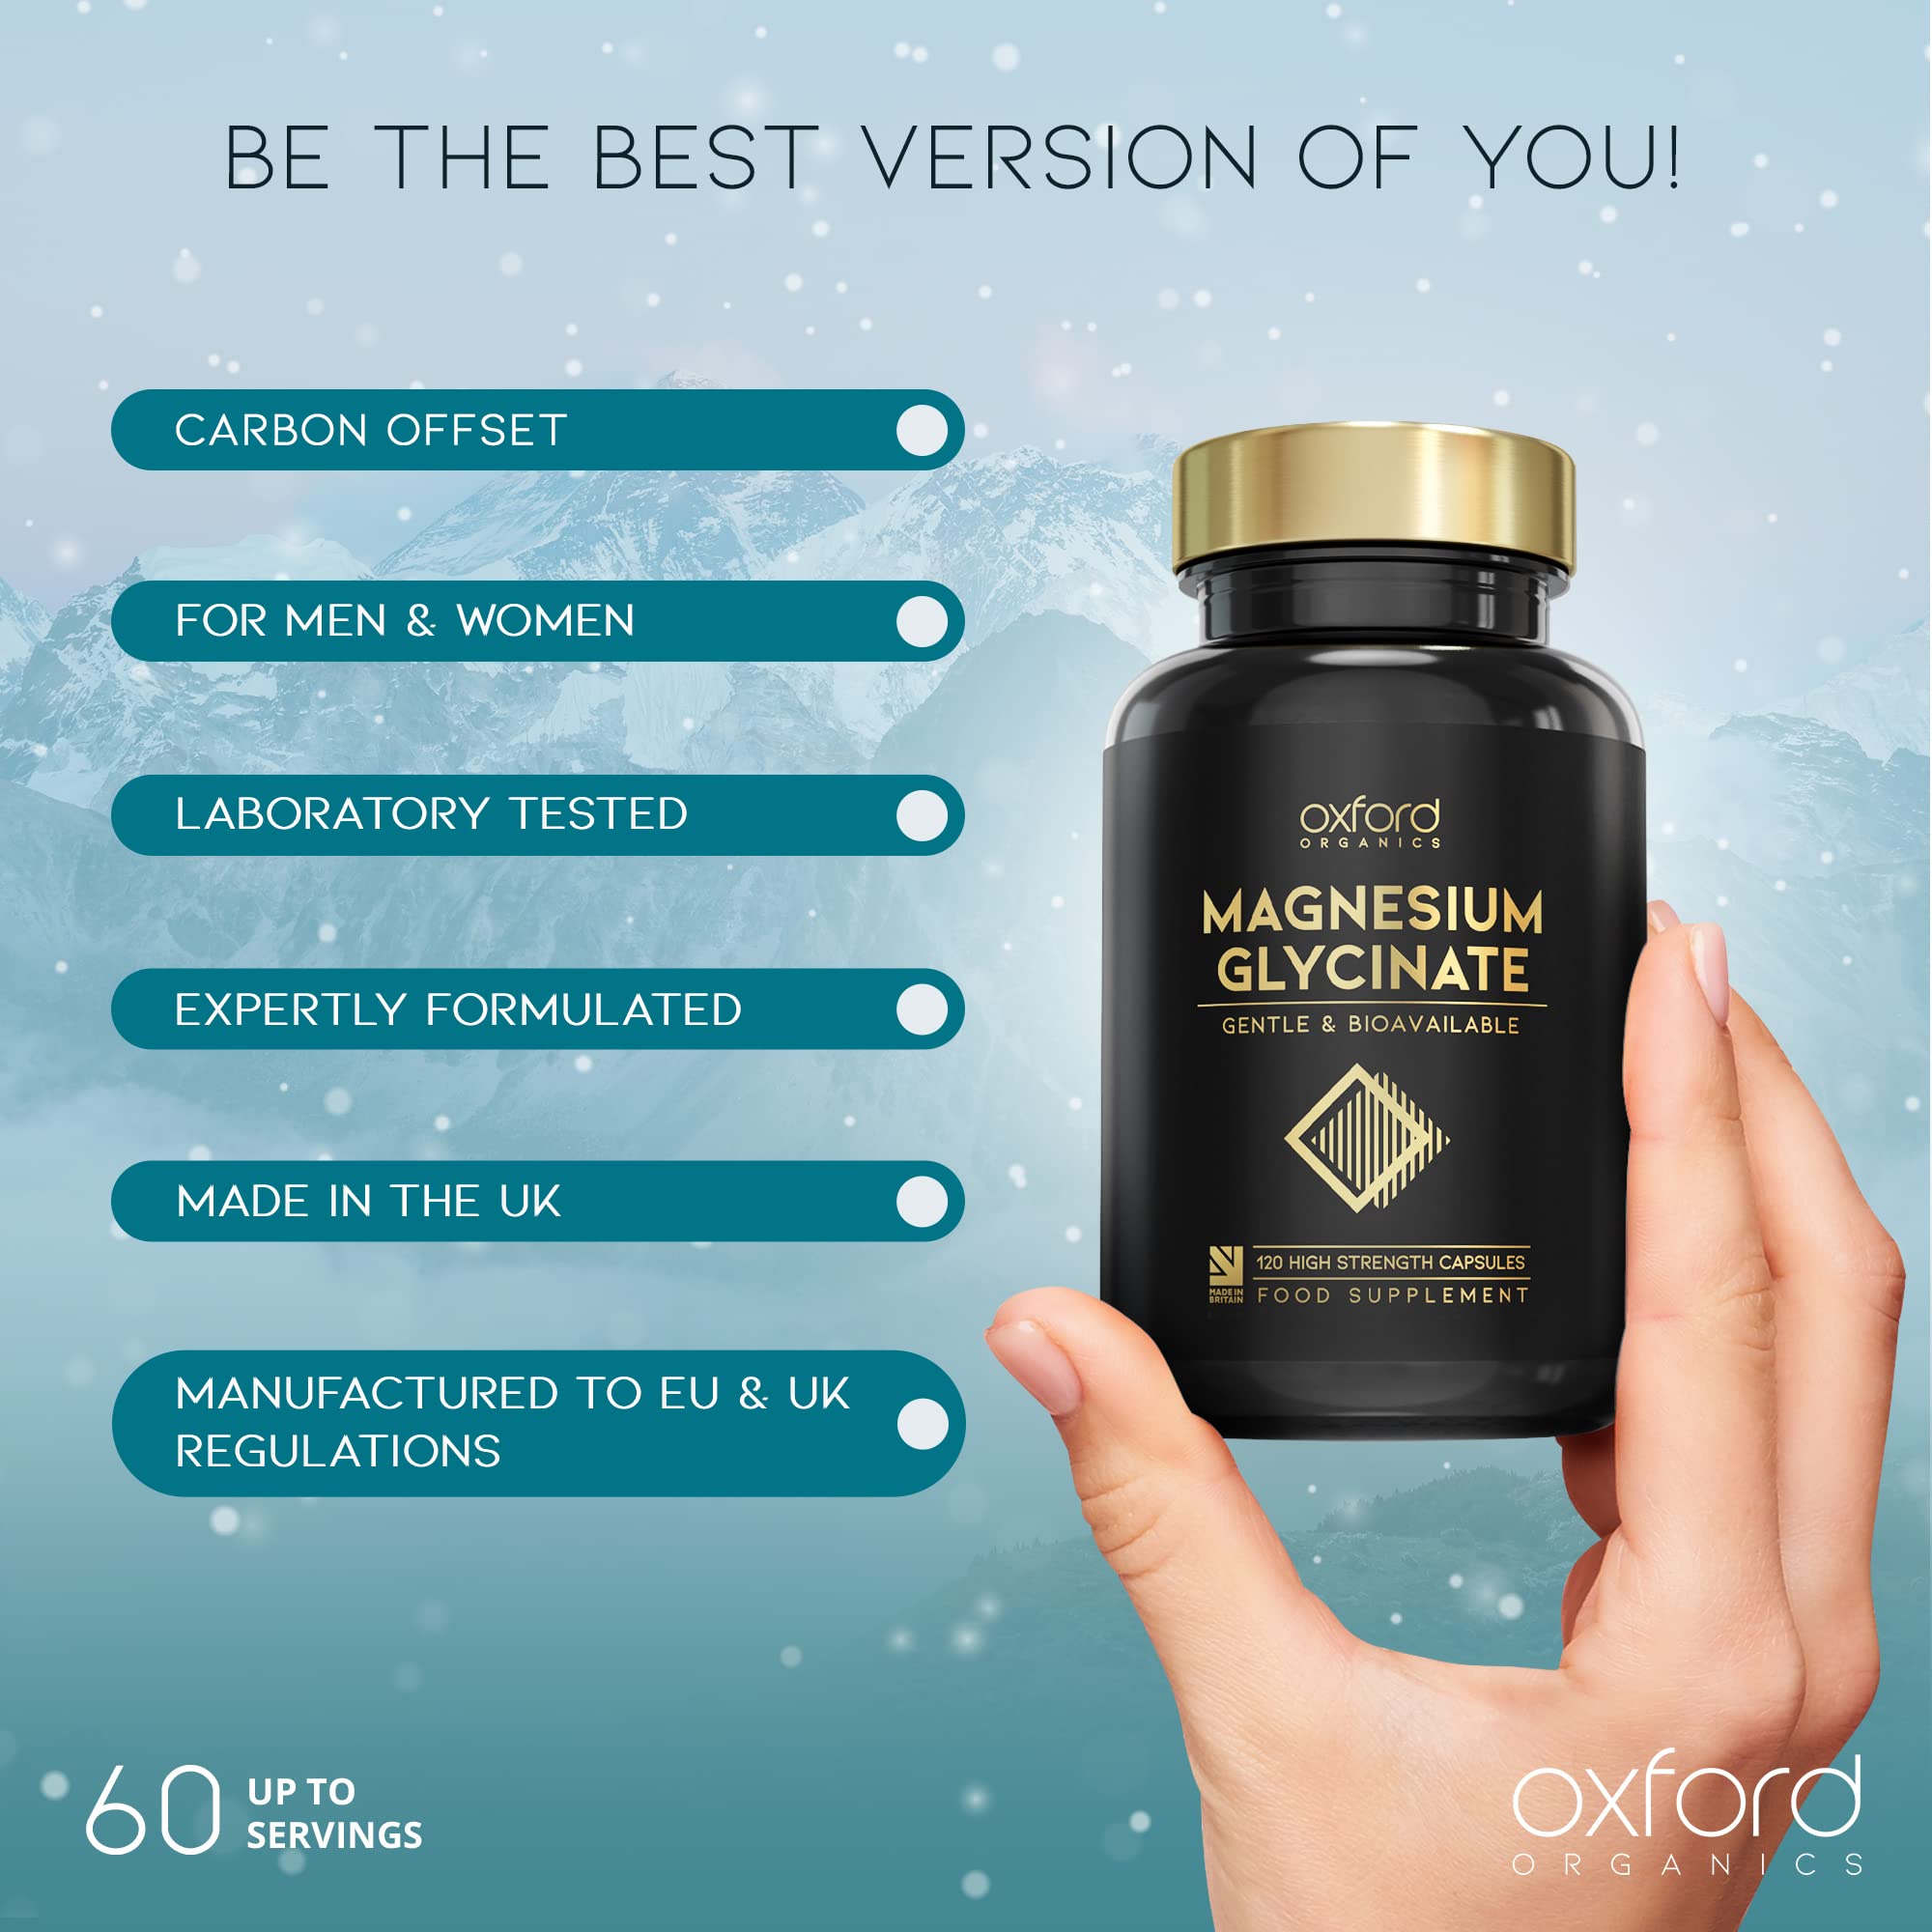 BE THE BEST VERSION OF YOU!
CARBON OFFSET
FOR MEN & WOMEN
LABORATORY TESTED
EXPERTLY FORMULATED
MADE IN THE UK
MANUFACTURED TO EU & UK
REGULATIONS
oxford
ORGANICS
MAGNESIUM
GLYCINATE
GENTLE & BIOAVAILABLE
120 HIGH STRENGTH CAPSULES
MADE IN
BRITAIN
FOOD SUPPLEMENT
60 UP TO
SERVINGS
oxford
ORGANICS